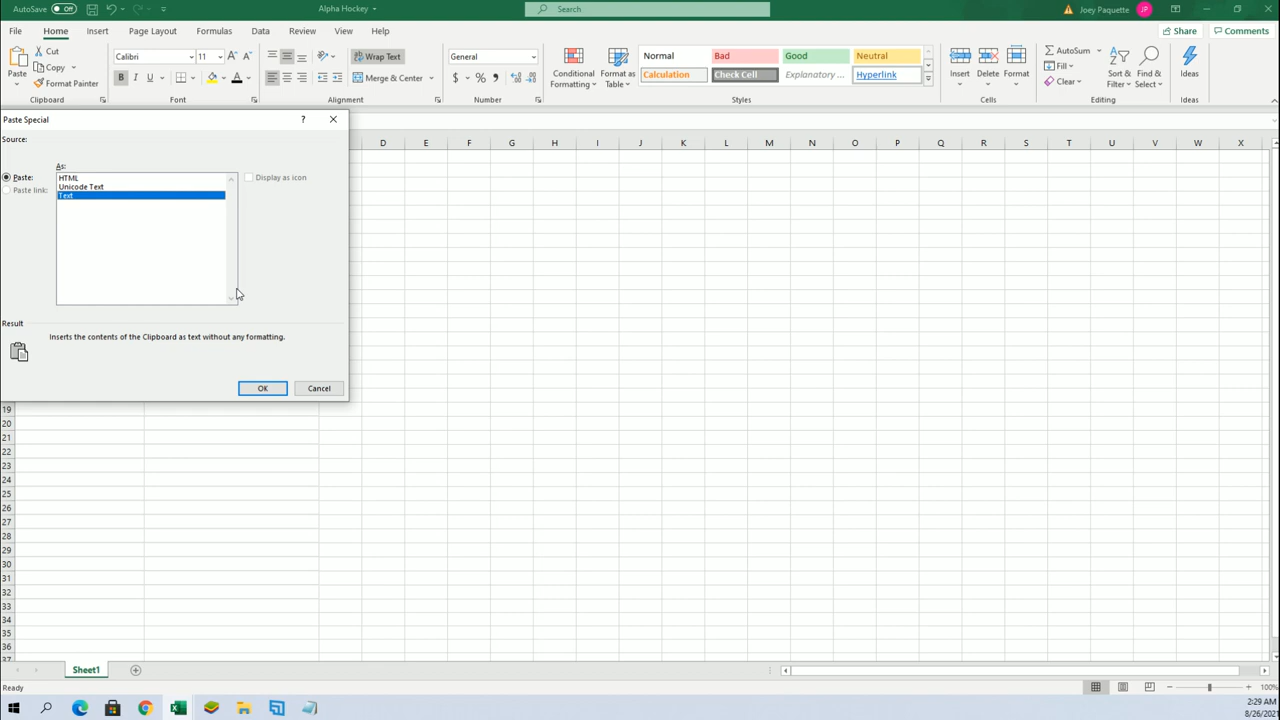 AutoSave Off
Alpha Hockey
Search
Joey Paquette
JP
File Home Insert Page Layout Formulas Data Review View Help
Share Comments
Paste
Cut
Copy
Format Painter
Clipboard
Calibri 11
B I U
Font
Wrap Text
Merge & Center
Alignment
General
$ % ,
Number
Conditional Formatting
Format as Table
Normal Bad Good Neutral
Calculation Check Cell Explanatory ... Hyperlink
Styles
Insert Delete Format
Cells
AutoSum
Fill
Clear
Sort & Filter
Find & Select
Editing
Ideas
Ideas
Paste Special
?
Source:
As:
Paste:
Paste link:
HTML
Unicode Text
Text
Display as icon
Result
Inserts the contents of the Clipboard as text without any formatting.
OK Cancel
D E F G H I J K L M N O P Q R S T U V W X
19
20
21
22
23
24
25
26
27
28
29
30
31
32
33
34
35
36
37
Sheet1
Ready
100%
2:29 AM